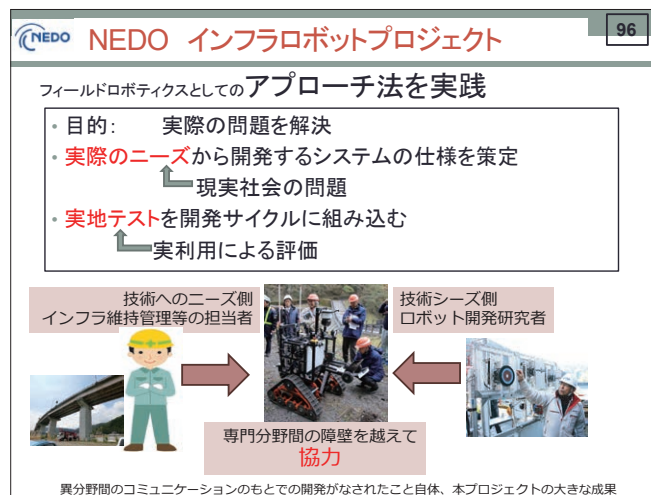 NEDO
NEDO インフラロボットプロジェクト
96
フィールドロボティクスとしてのアプローチ法を実践
・目的: 実際の問題を解決
・実際のニーズから開発するシステムの仕様を策定
現実社会の問題
・実地テストを開発サイクルに組み込む
実利用による評価
技術へのニーズ側
インフラ維持管理等の担当者
技術シーズ側
ロボット開発研究者
専門分野間の障壁を越えて
協力
異分野間のコミュニケーションのもとでの開発がなされたこと自体、本プロジェクトの大きな成果